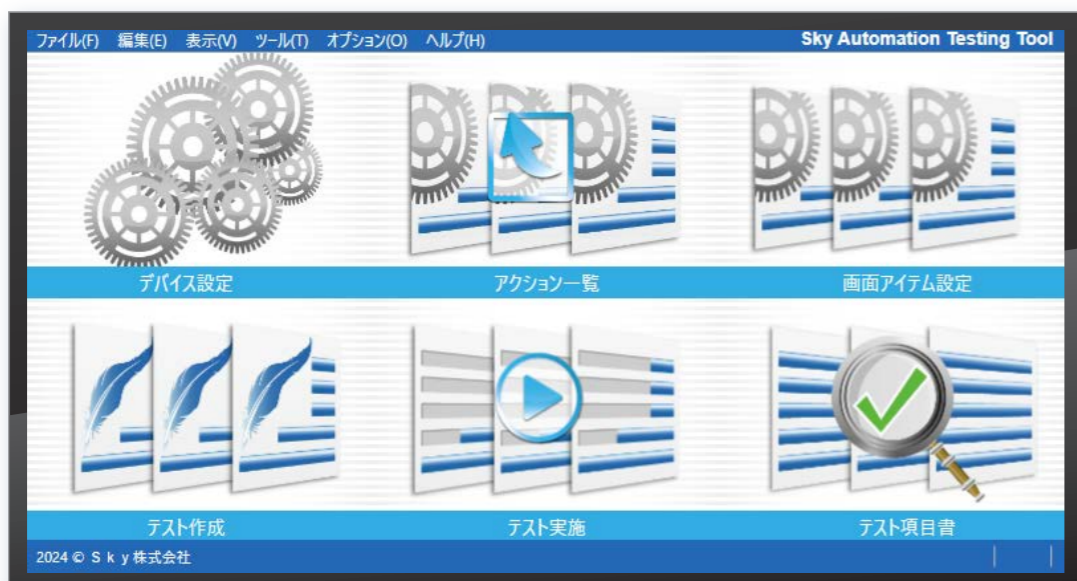 ファイル(F) 編集(E) 表示(V) ツール(T) オプション(O) ヘルプ(H) Sky Automation Testing Tool
デバイス設定 アクション一覧 画面アイテム設定
テスト作成 テスト実施 テスト項目書
2024 © Ｓｋｙ株式会社